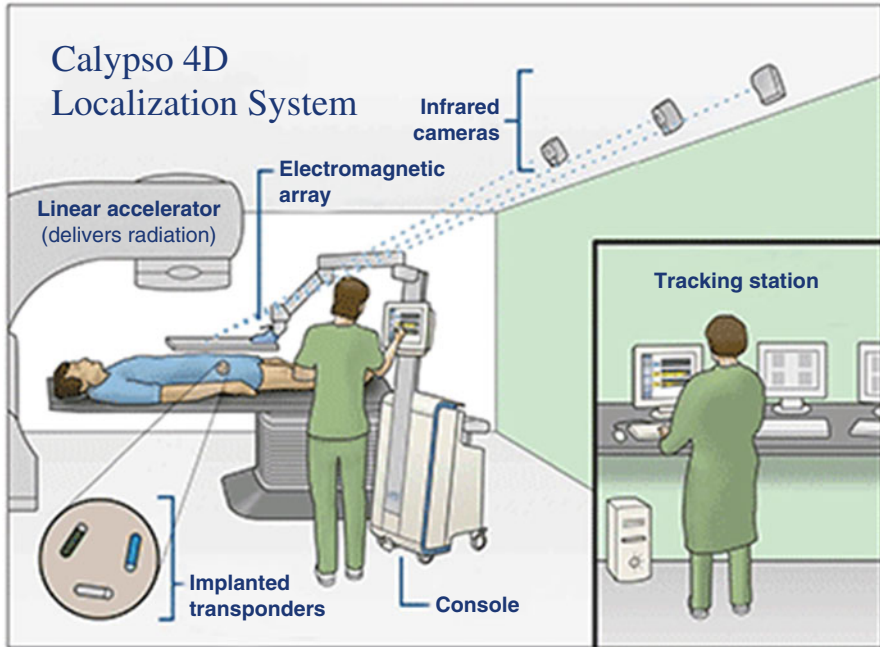 Calypso 4D
Localization System
Infrared
cameras
Electromagnetic
array
Linear accelerator
(delivers radiation)
Tracking station
Implanted
transponders
Console